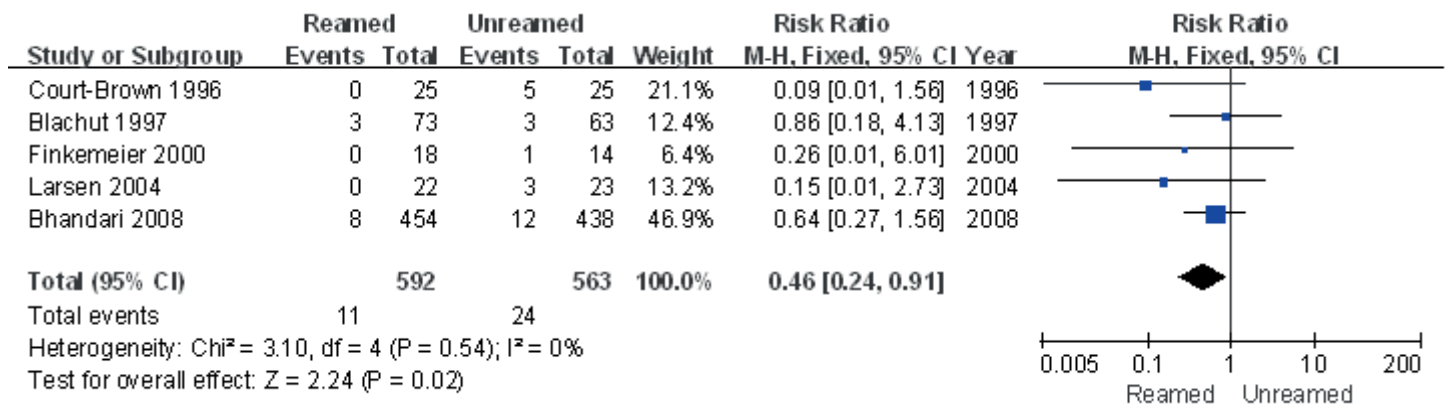 Reamed Unreamed Risk Ratio Risk Ratio
Study or Subgroup Events Total Events Total Weight M-H, Fixed, 95% CI Year M-H, Fixed, 95% CI
Court-Brown 1996 0 25 5 25 21.1% 0.09 [0.01, 1.56] 1996
Blachut 1997 3 73 3 63 12.4% 0.86 [0.18, 4.13] 1997
Finkemeier 2000 0 18 1 14 6.4% 0.26 [0.01, 6.01] 2000
Larsen 2004 0 22 3 23 13.2% 0.15 [0.01, 2.73] 2004
Bhandari 2008 8 454 12 438 46.9% 0.64 [0.27, 1.56] 2008
Total (95% CI) 592 563 100.0% 0.46 [0.24, 0.91]
Total events 11 24
Heterogeneity: Chi² = 3.10, df = 4 (P = 0.54); I² = 0%
Test for overall effect: Z = 2.24 (P = 0.02)
0.005 0.1 1 10 200
Reamed Unreamed